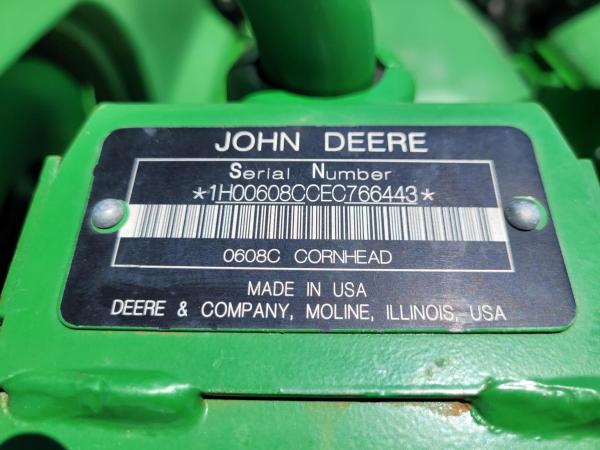 JOHN DEERE
Serial Number
*1H00608CCEC766443*
0608C CORNHEAD
MADE IN USA
DEERE & COMPANY, MOLINE, ILLINOIS, USA